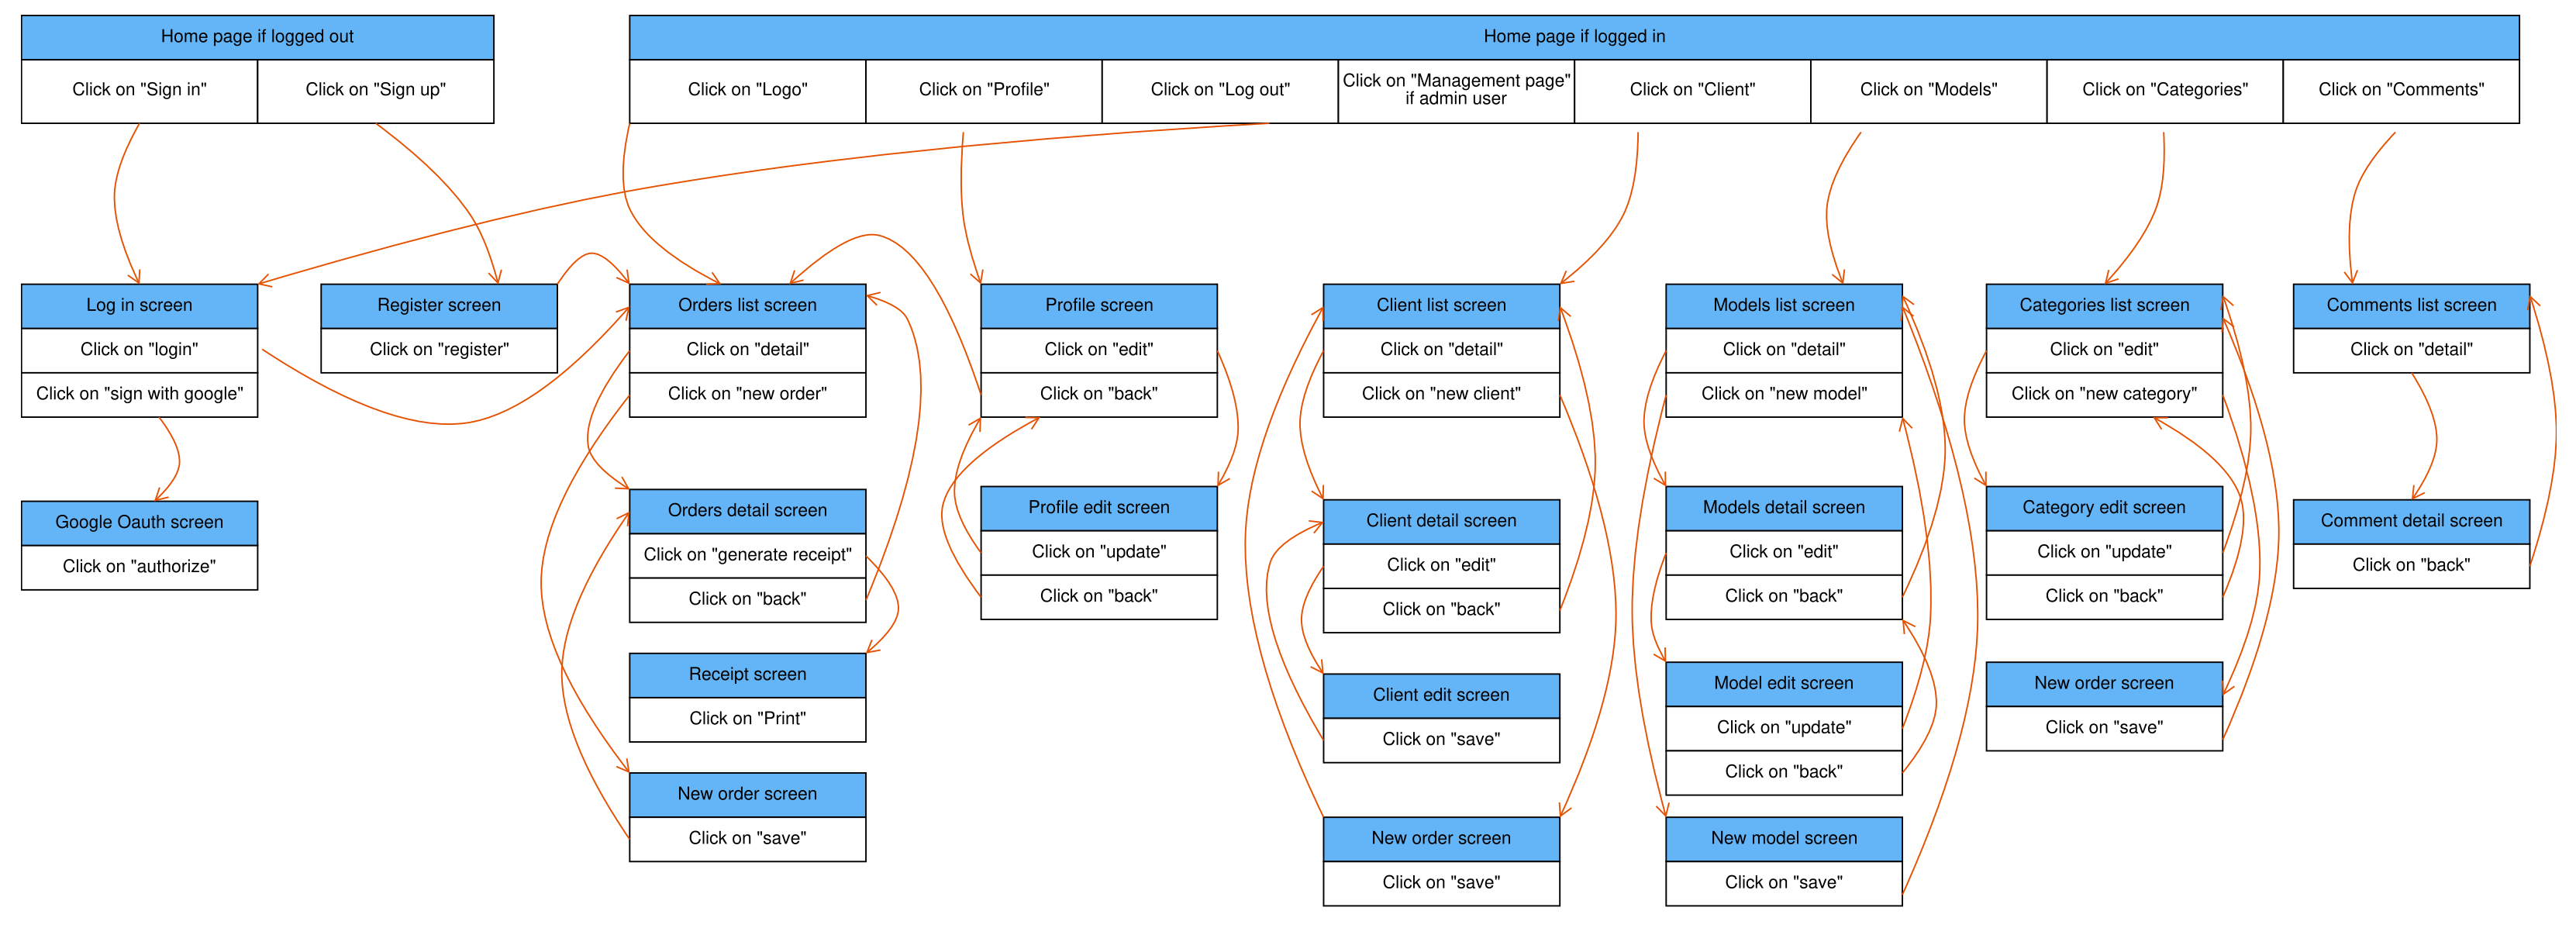 Home page if logged out
Click on "Sign in"
Click on "Sign up"
Home page if logged in
Click on "Logo"
Click on "Profile"
Click on "Log out"
Click on "Management page"
if admin user
Click on "Client"
Click on "Models"
Click on "Categories"
Click on "Comments"
Log in screen
Click on "login"
Click on "sign with google"
Register screen
Click on "register"
Orders list screen
Click on "detail"
Click on "new order"
Profile screen
Click on "edit"
Click on "back"
Client list screen
Click on "detail"
Click on "new client"
Models list screen
Click on "detail"
Click on "new model"
Categories list screen
Click on "edit"
Click on "new category"
Comments list screen
Click on "detail"
Google Oauth screen
Click on "authorize"
Orders detail screen
Click on "generate receipt"
Click on "back"
Profile edit screen
Click on "update"
Click on "back"
Client detail screen
Click on "edit"
Click on "back"
Models detail screen
Click on "edit"
Click on "back"
Category edit screen
Click on "update"
Click on "back"
Comment detail screen
Click on "back"
Receipt screen
Click on "Print"
Client edit screen
Click on "save"
Model edit screen
Click on "update"
Click on "back"
New order screen
Click on "save"
New order screen
Click on "save"
New order screen
Click on "save"
New model screen
Click on "save"